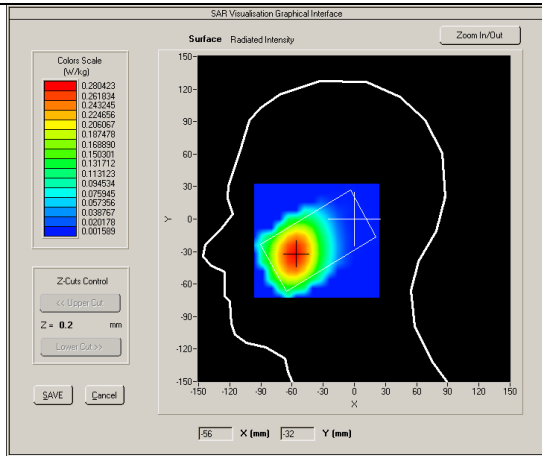 SAR Visualisation Graphical Interface
Surface Radiated Intensity
Zoom In/Out
Colors Scale
(W/kg)
0.280423
0.261834
0.243245
0.224656
0.206067
0.187478
0.168890
0.150301
0.131712
0.113123
0.094534
0.075945
0.057356
0.038767
0.020178
0.001589
Z-Cuts Control
<< Upper Cut
Z = 0.2 mm
Lower Cut >>
SAVE Cancel
150
120
90
60
30
0
-30
-60
-90
-120
-150
Y
-150 -120 -90 -60 -30 0 30 60 90 120 150
X
-56 X (mm) -32 Y (mm)